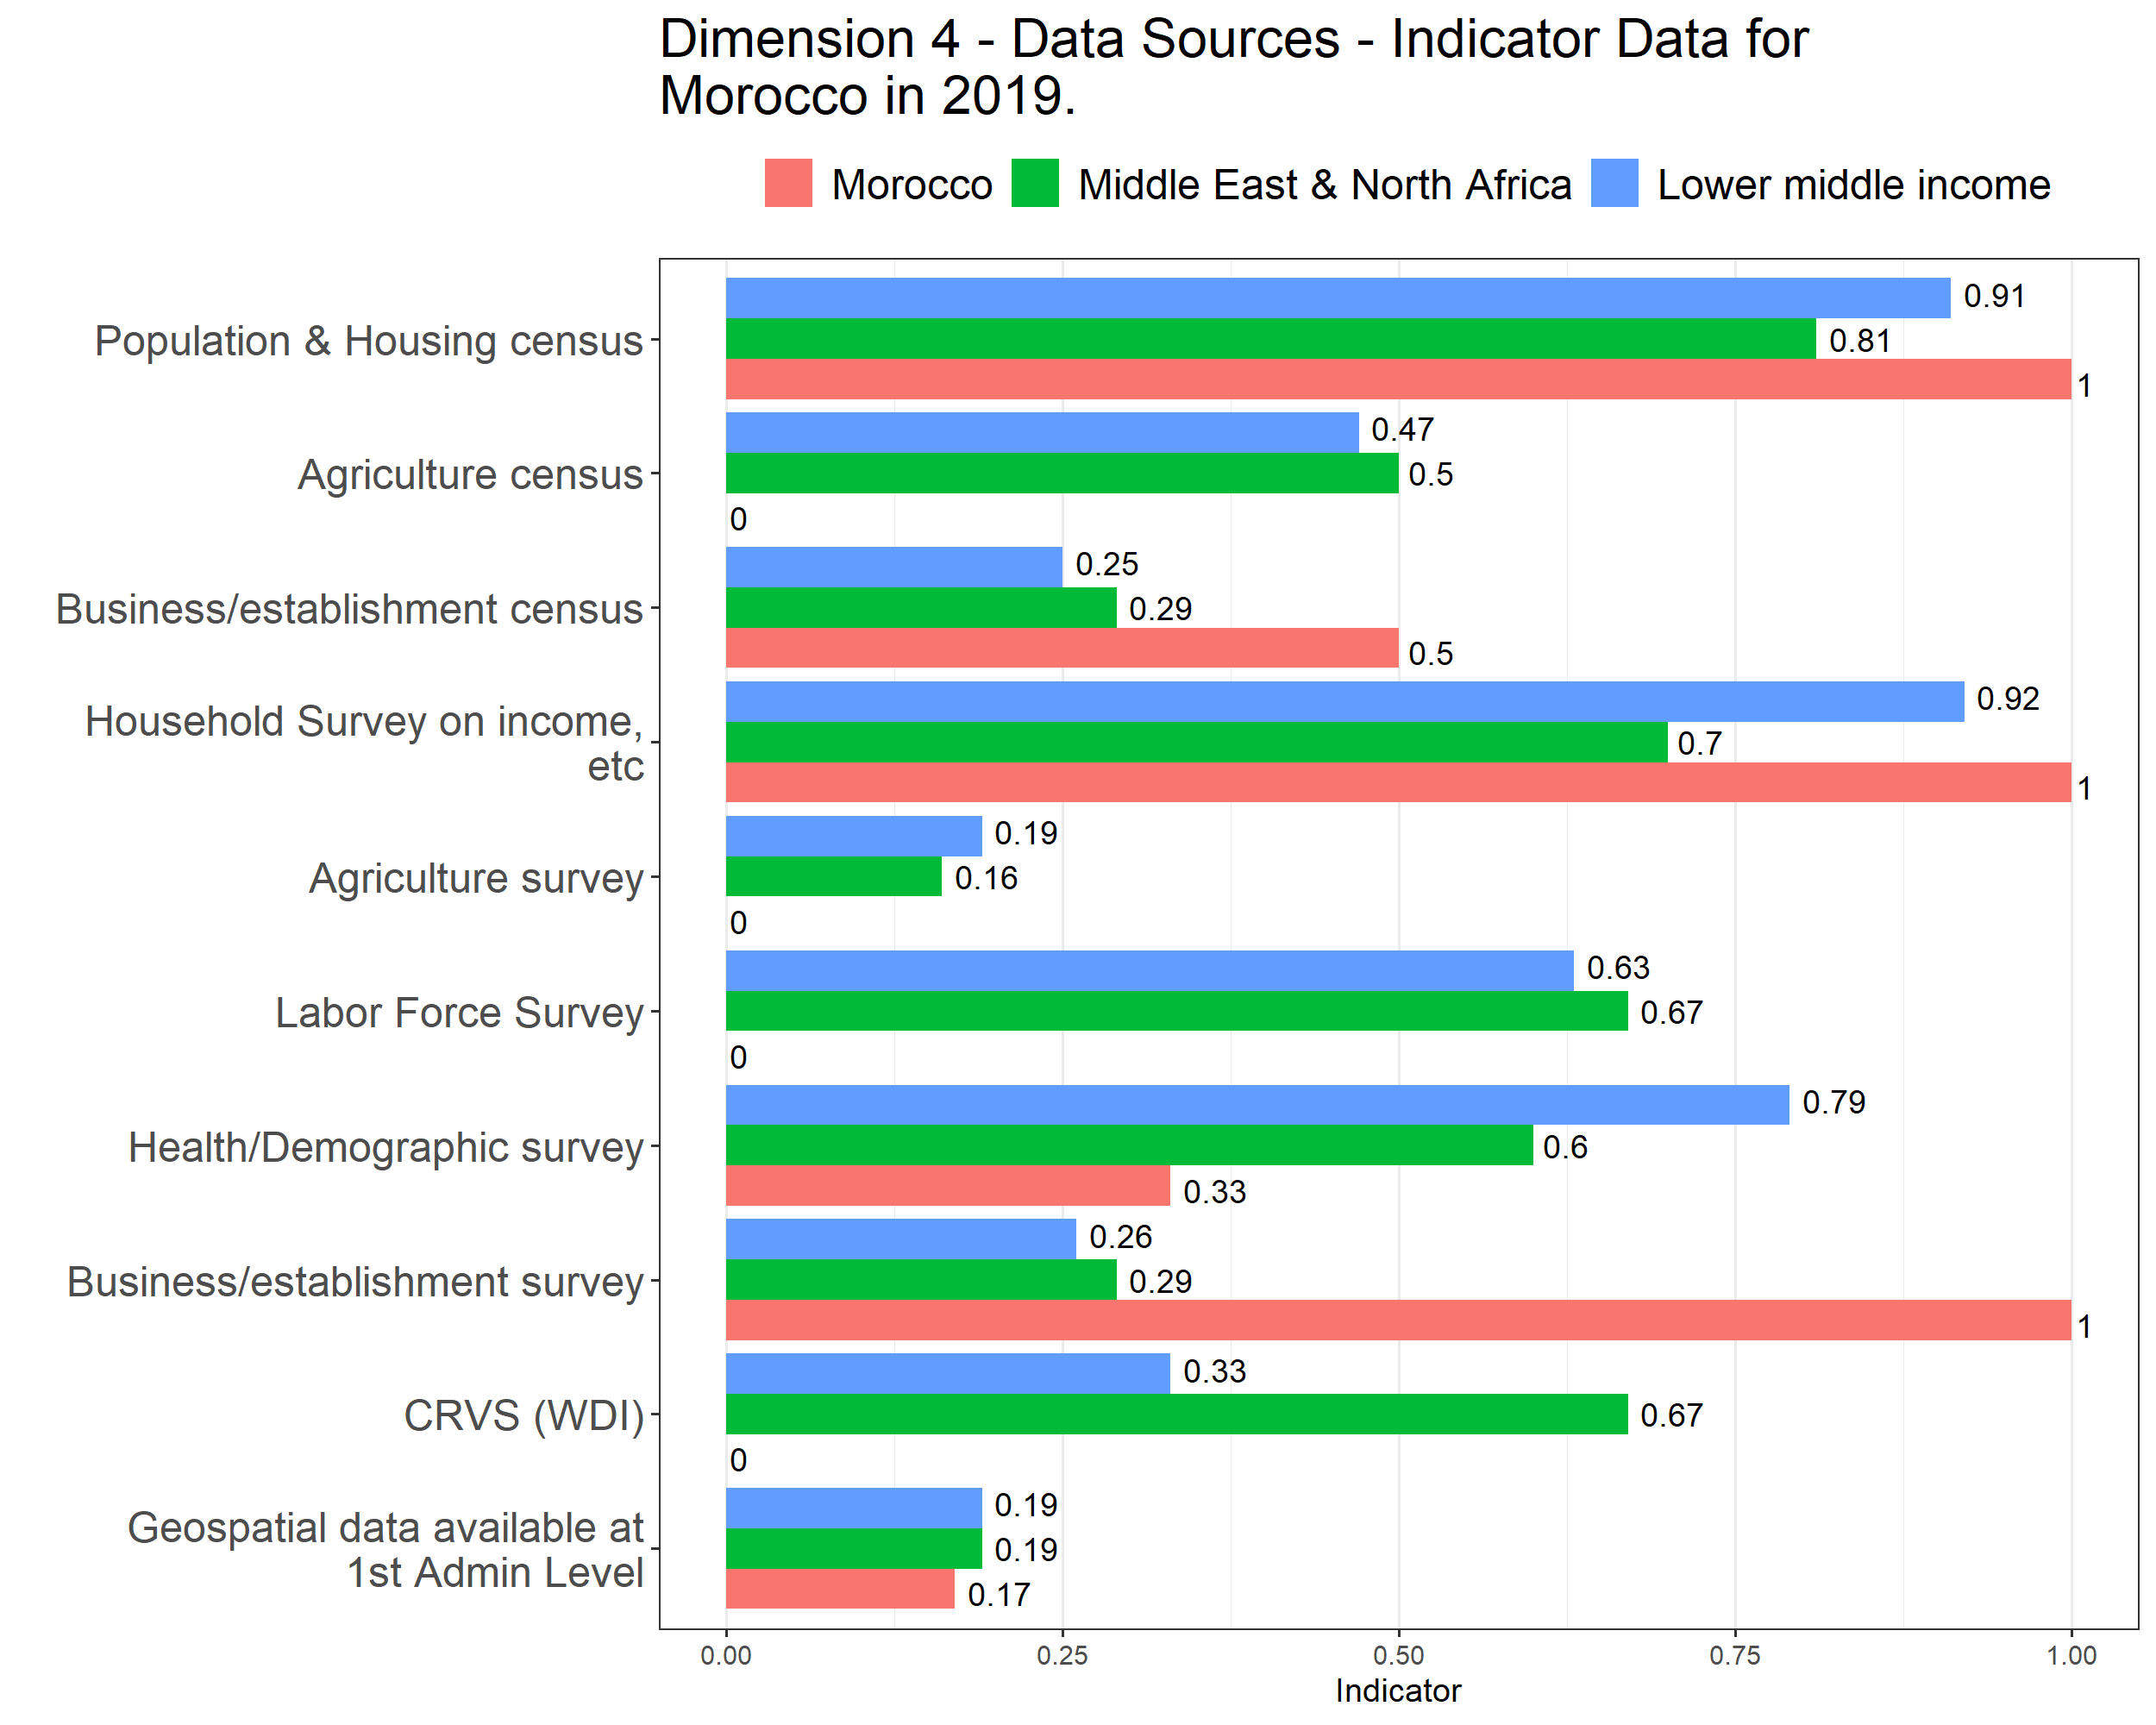 Dimension 4 - Data Sources - Indicator Data for
Morocco in 2019.
Morocco
Middle East & North Africa
Lower middle income
Population & Housing census
0.91
0.81
1
Agriculture census
0.47
0.5
0
Business/establishment census
0.25
0.29
0.5
Household Survey on income,
etc
0.92
0.7
1
Agriculture survey
0.19
0.16
0
Labor Force Survey
0.63
0.67
0
Health/Demographic survey
0.79
0.6
0.33
Business/establishment survey
0.26
0.29
1
CRVS (WDI)
0.33
0.67
0
Geospatial data available at
1st Admin Level
0.19
0.19
0.17
0.00
0.25
0.50
0.75
1.00
Indicator